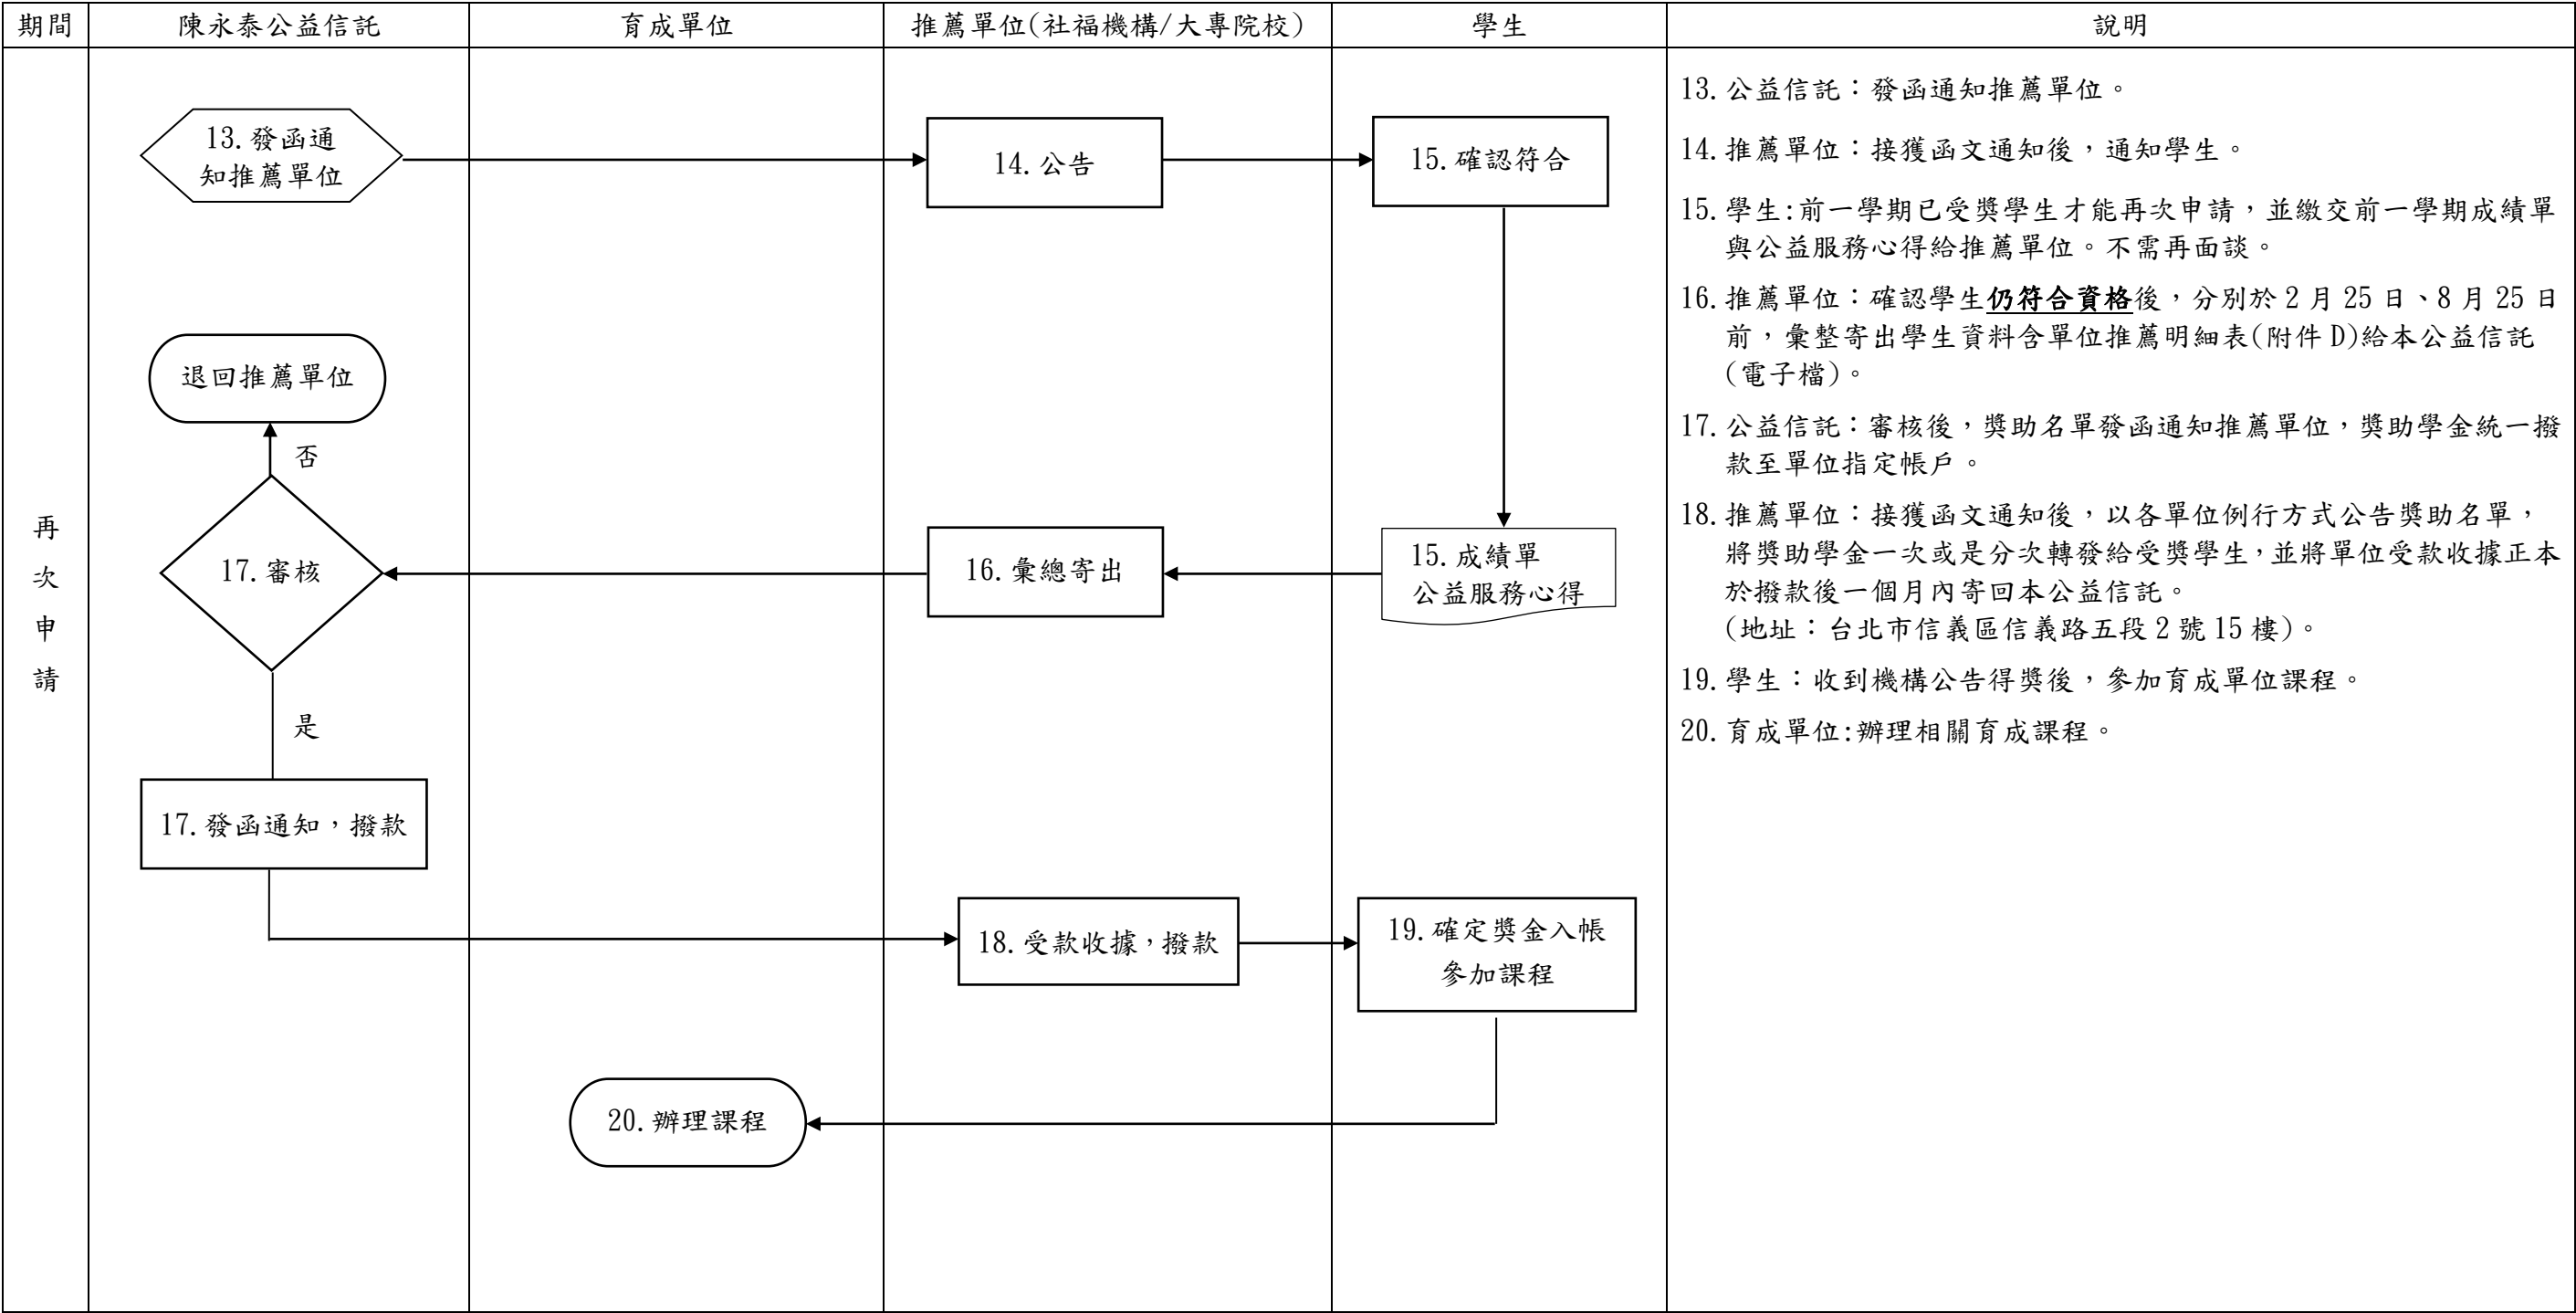 期間 陳永泰公益信託 育成單位 推薦單位(社福機構/大專院校) 學生 說明
再
次
申
請
13.發函通
知推薦單位
14.公告
15.確認符合
退回推薦單位
否
17.審核
16.彙總寄出
15.成績單
公益服務心得
是
17.發函通知，撥款
18.受款收據，撥款
19.確定獎金入帳
參加課程
20.辦理課程
13.公益信託：發函通知推薦單位。
14.推薦單位：接獲函文通知後，通知學生。
15.學生:前一學期已受獎學生才能再次申請，並繳交前一學期成績單
與公益服務心得給推薦單位。不需再面談。
16.推薦單位：確認學生仍符合資格後，分別於 2 月 25 日、8 月 25 日
前，彙整寄出學生資料含單位推薦明細表(附件 D)給本公益信託
(電子檔)。
17.公益信託：審核後，獎助名單發函通知推薦單位，獎助學金統一撥
款至單位指定帳戶。
18.推薦單位：接獲函文通知後，以各單位例行方式公告獎助名單，
將獎助學金一次或是分次轉發給受獎學生，並將單位受款收據正本
於撥款後一個月內寄回本公益信託。
(地址：台北市信義區信義路五段 2 號 15 樓)。
19.學生：收到機構公告得獎後，參加育成單位課程。
20.育成單位:辦理相關育成課程。